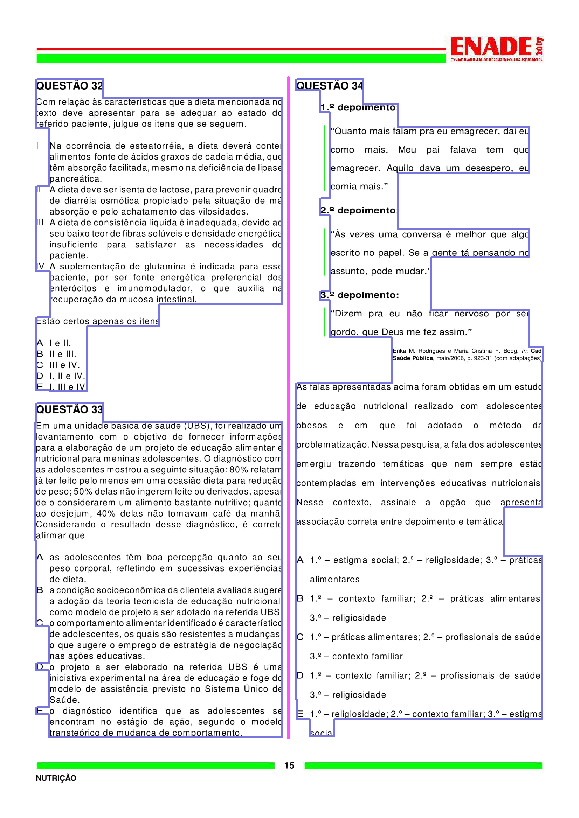 ENADE 2007
QUESTÃO 32
Com relação às características que a dieta mencionada no
texto deve apresentar para se adequar ao estado do
referido paciente, julgue os itens que se seguem.
I Na ocorrência de esteatorréia, a dieta deverá conter
alimentos fonte de ácidos graxos de cadeia média, que
têm absorção facilitada, mesmo na deficiência de lipase
pancreática.
II A dieta deve ser isenta de lactose, para prevenir quadro
de diarréia osmótica propiciado pela situação de má
absorção e pelo achatamento das vilosidades.
III A dieta de consistência líquida é inadequada, devido ao
seu baixo teor de fibras solúveis e densidade energética
insuficiente para satisfazer as necessidades do
paciente.
IV A suplementação de glutamina é indicada para esse
paciente, por ser fonte energética preferencial dos
enterócitos e imunomodulador, o que auxilia na
recuperação da mucosa intestinal.
Estão certos apenas os itens
A I e II.
B II e III.
C III e IV.
D I, II e IV.
E I, III e IV.
QUESTÃO 33
Em uma unidade básica de saúde (UBS), foi realizado um
levantamento com o objetivo de fornecer informações
para a elaboração de um projeto de educação alimentar e
nutricional para meninas adolescentes. O diagnóstico com
as adolescentes mostrou a seguinte situação: 80% relatam
já ter feito pelo menos em uma ocasião dieta para redução
de peso; 50% delas não ingerem leite ou derivados, apesar
de o considerarem um alimento bastante nutritivo; quanto
ao desjejum, 40% delas não tomavam café da manhã.
Considerando o resultado desse diagnóstico, é correto
afirmar que
A as adolescentes têm boa percepção quanto ao seu
peso corporal, refletindo em sucessivas experiências
de dieta.
B a condição socioeconômica da clientela avaliada sugere
a adoção da teoria tecnicista de educação nutricional
como modelo de projeto a ser adotado na referida UBS.
C o comportamento alimentar identificado é característico
de adolescentes, os quais são resistentes a mudanças,
o que sugere o emprego de estratégia de negociação
nas ações educativas.
D o projeto a ser elaborado na referida UBS é uma
iniciativa experimental na área de educação e foge do
modelo de assistência previsto no Sistema Único de
Saúde.
E o diagnóstico identifica que as adolescentes se
encontram no estágio de ação, segundo o modelo
transteórico de mudança de comportamento.
QUESTÃO 34
1.º depoimento
"Quanto mais falam pra eu emagrecer, daí eu
como mais. Meu pai falava tem que
emagrecer. Aquilo dava um desespero, eu
comia mais."
2.º depoimento
"Às vezes uma conversa é melhor que algo
escrito no papel. Se a gente tá pensando no
assunto, pode mudar."
3.º depoimento:
"Dizem pra eu não ficar nervoso por ser
gordo, que Deus me fez assim."
Erika M. Rodrigues e Maria Cristina F. Boog. In: Cad.
Saúde Pública, maio/2006, p. 923-31 (com adaptações).
As falas apresentadas acima foram obtidas em um estudo
de educação nutricional realizado com adolescentes
obesos e em que foi adotado o método da
problematização. Nessa pesquisa, a fala dos adolescentes
emergiu trazendo temáticas que nem sempre estão
contempladas em intervenções educativas nutricionais.
Nesse contexto, assinale a opção que apresenta
associação correta entre depoimento e temática.
A 1.º – estigma social; 2.º – religiosidade; 3.º – práticas
alimentares
B 1.º – contexto familiar; 2.º – práticas alimentares;
3.º – religiosidade
C 1.º – práticas alimentares; 2.º – profissionais de saúde;
3.º – contexto familiar
D 1.º – contexto familiar; 2.º – profissionais de saúde;
3.º – religiosidade
E 1.º – religiosidade; 2.º – contexto familiar; 3.º – estigma
social
15
NUTRIÇÃO